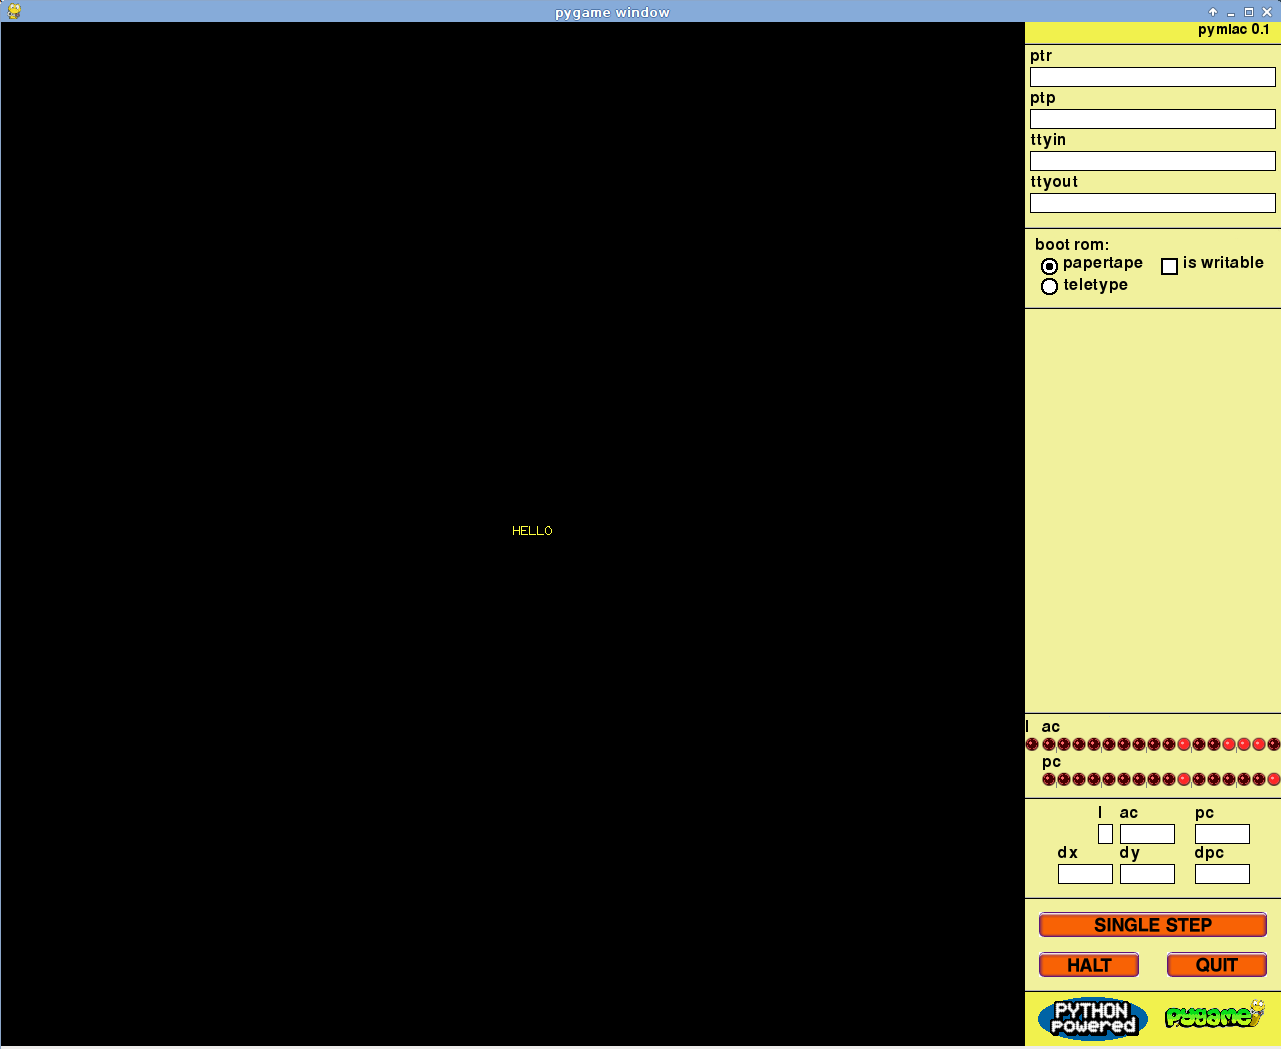 pygame window
pymlac 0.1
ptr
ptp
ttyin
ttyout
boot rom:
papertape is writable
teletype
HELLO
l ac
pc
l ac pc
dx dy dpc
SINGLE STEP
HALT QUIT
PYTHON
powered
pygame